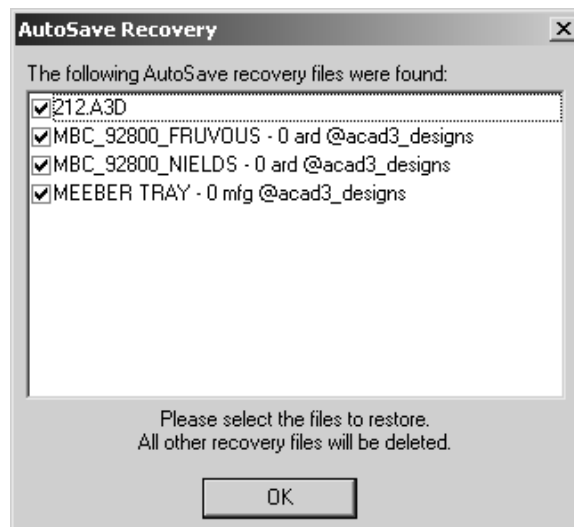 AutoSave Recovery
The following AutoSave recovery files were found:
212.A3D
MBC_92800_FRUVOUS - 0 ard @acad3_designs
MBC_92800_NIELDS - 0 ard @acad3_designs
MEEBER TRAY - 0 mfg @acad3_designs
Please select the files to restore.
All other recovery files will be deleted.
OK